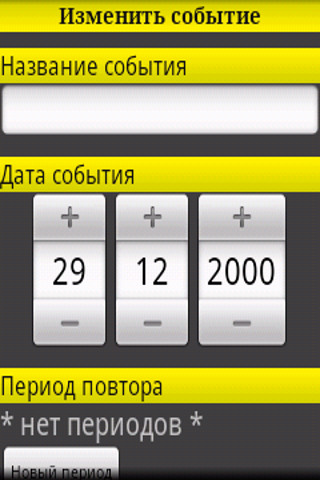 Изменить событие
Название события
Дата события
+ + +
29 12 2000
- - -
Период повтора
* нет периодов *
Новый период